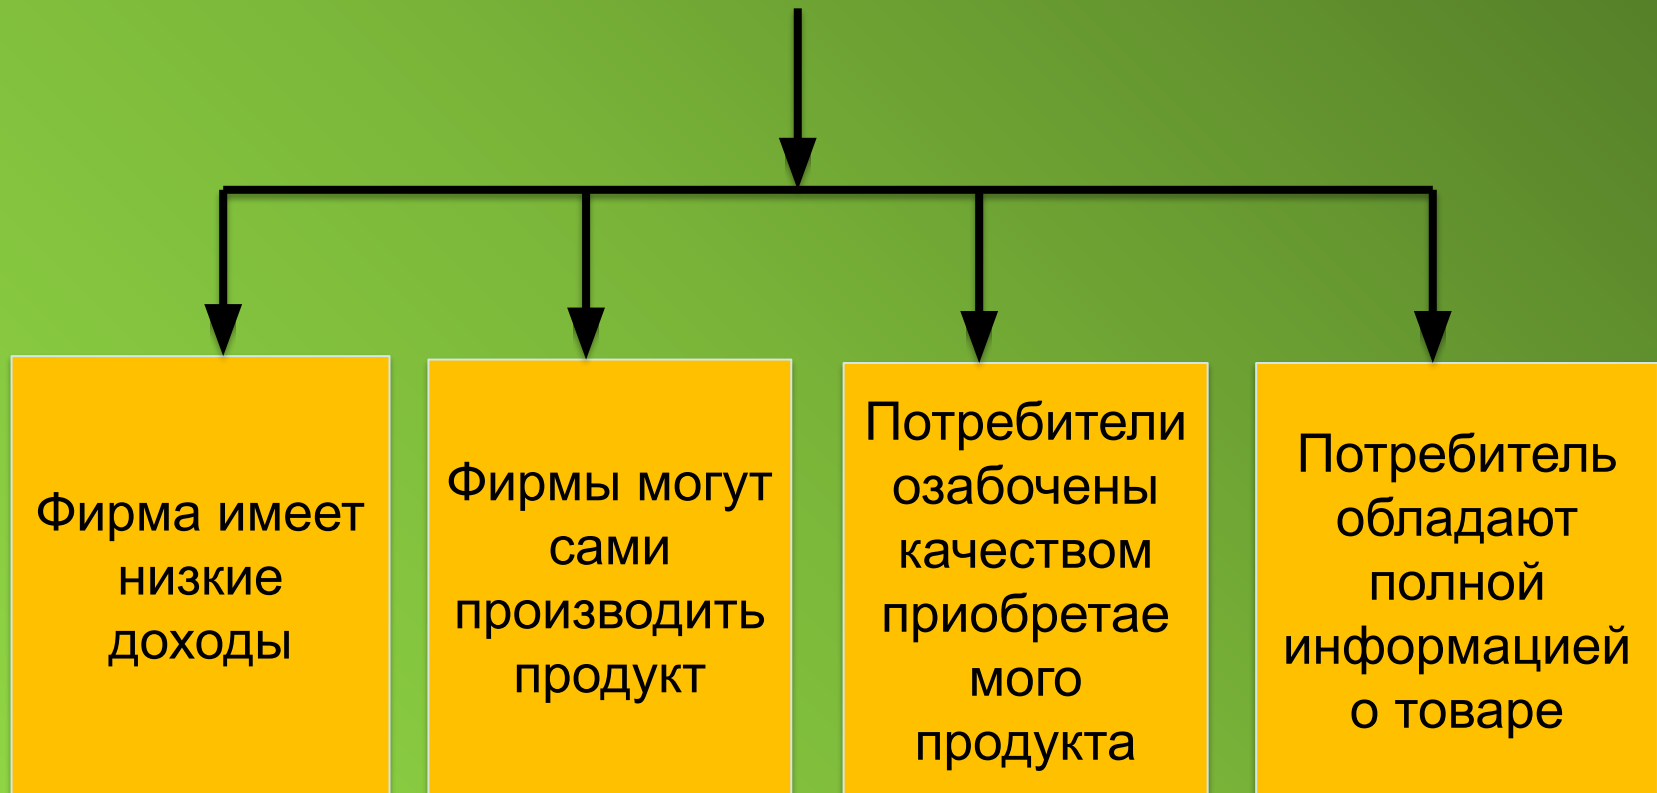 Фирма имеет
низкие
доходы
Фирмы могут
сами
производить
продукт
Потребители
озабочены
качеством
приобретае
мого
продукта
Потребитель
обладают
полной
информацией
о товаре